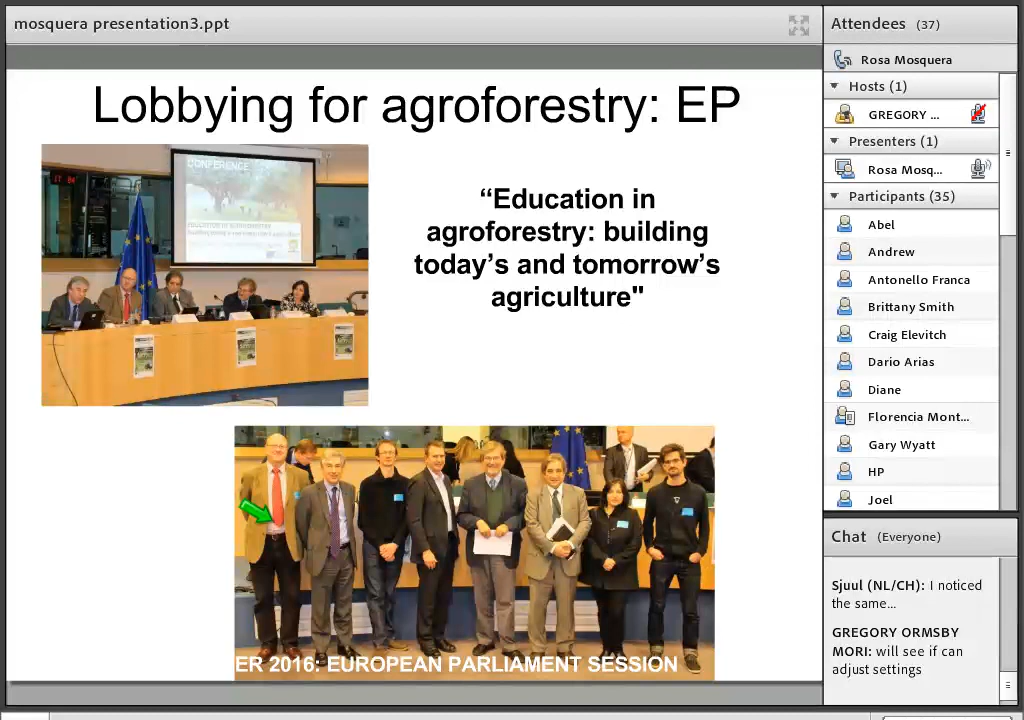 mosquera presentation3.ppt
Lobbying for agroforestry: EP
CONFERENCE
“Education in
agroforestry: building
today’s and tomorrow’s
agriculture"
ER 2016: EUROPEAN PARLIAMENT SESSION
Attendees (37)
Rosa Mosquera
Hosts (1)
GREGORY ...
Presenters (1)
Rosa Mosq...
Participants (35)
Abel
Andrew
Antonello Franca
Brittany Smith
Craig Elevitch
Dario Arias
Diane
Florencia Mont...
Gary Wyatt
HP
Joel
Chat (Everyone)
Sjuul (NL/CH): I noticed
the same...
GREGORY ORMSBY
MORI: will see if can
adjust settings